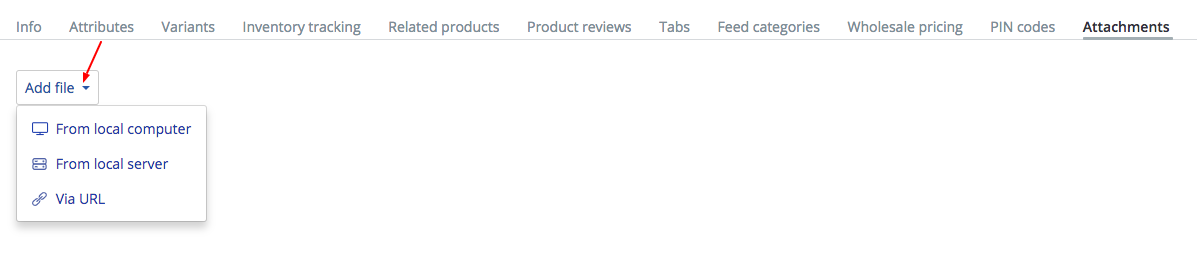 Info Attributes Variants Inventory tracking Related products Product reviews Tabs Feed categories Wholesale pricing PIN codes Attachments
Add file
From local computer
From local server
Via URL